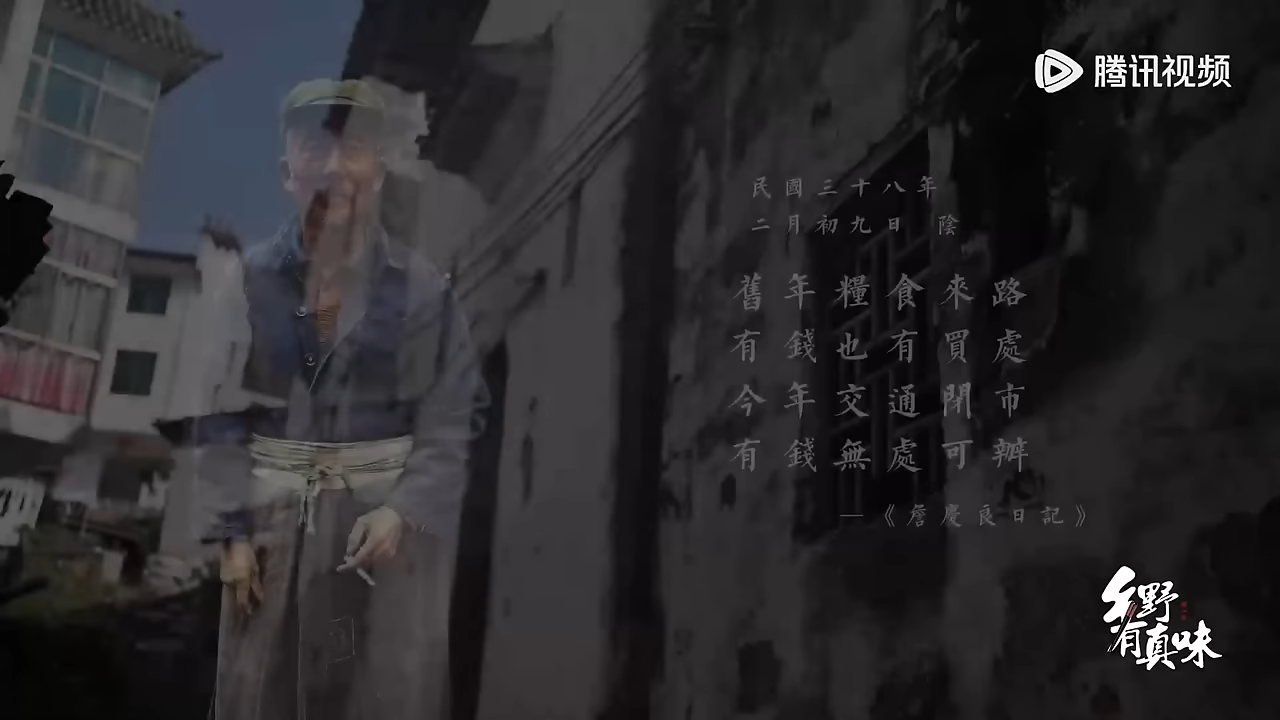 腾讯视频
民國三十八年
二月初九日 陰
舊年糧食來路
有錢也有買處
今年交通閉市
有錢無處可辦
—《詹慶良日記》
乡野
有真味